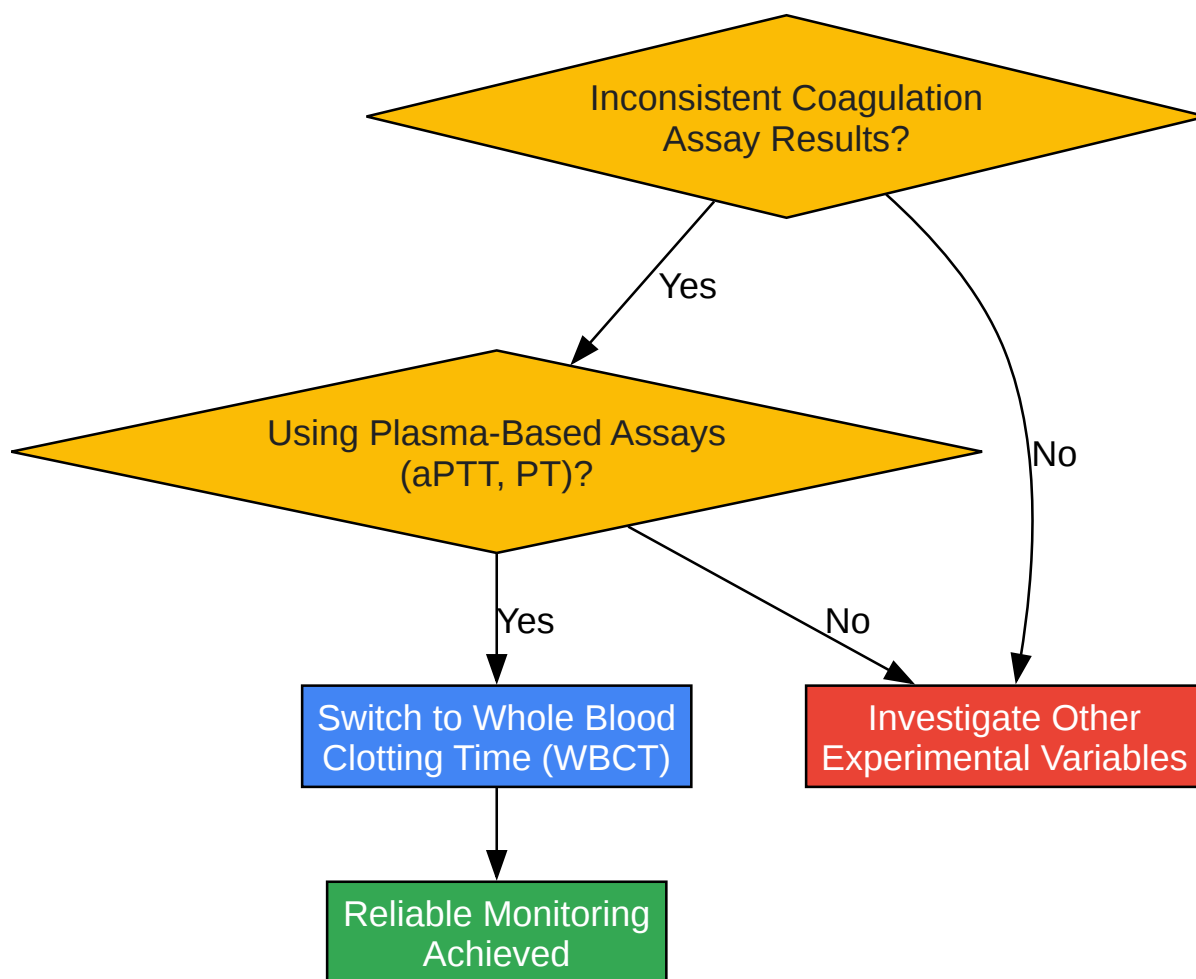 Inconsistent Coagulation
Assay Results?
Yes
No
Using Plasma-Based Assays
(aPTT, PT)?
Yes
No
Switch to Whole Blood
Clotting Time (WBCT)
Investigate Other
Experimental Variables
Reliable Monitoring
Achieved